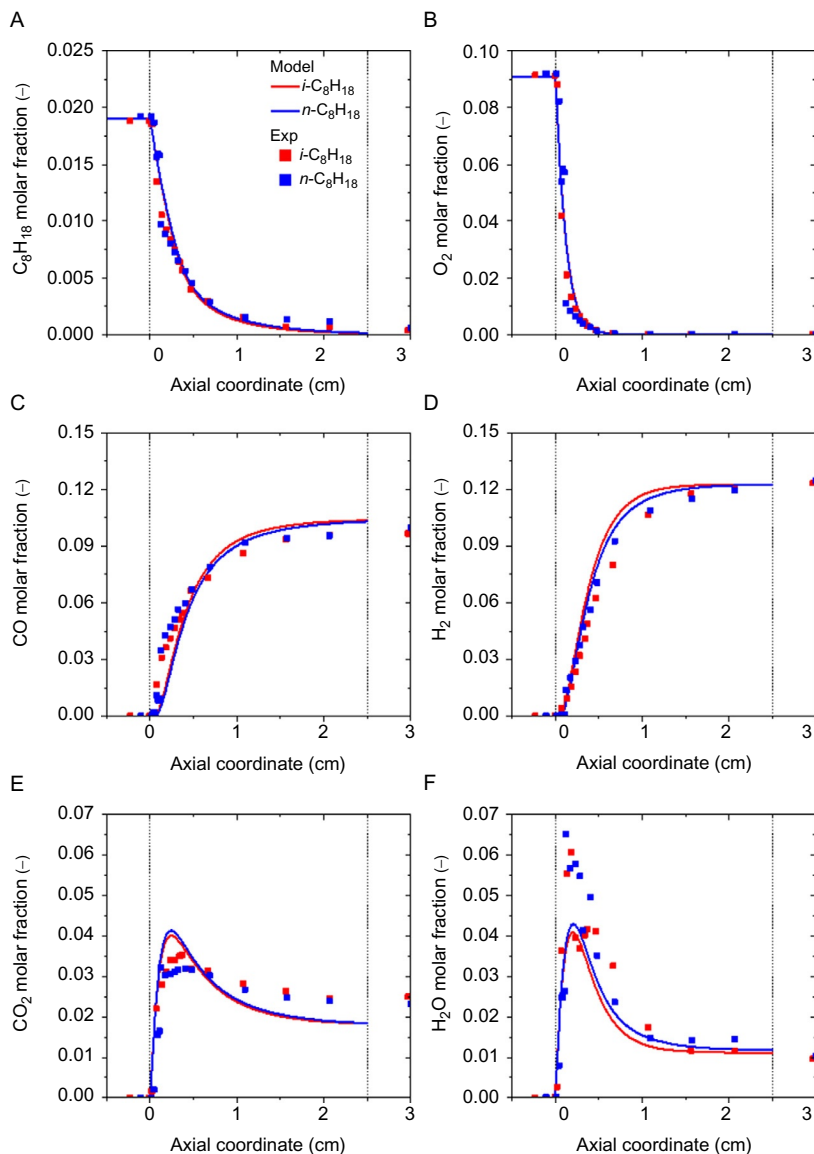 A
B
0.025
0.020
0.015
0.010
0.005
0.000
C₈H₁₈ molar fraction (–)
Model
i-C₈H₁₈
n-C₈H₁₈
Exp
i-C₈H₁₈
n-C₈H₁₈
0 1 2 3
Axial coordinate (cm)
0.10
0.08
0.06
0.04
0.02
0.00
O₂ molar fraction (–)
0 1 2 3
Axial coordinate (cm)
C
D
0.15
0.12
0.09
0.06
0.03
0.00
CO molar fraction (–)
0 1 2 3
Axial coordinate (cm)
0.15
0.12
0.09
0.06
0.03
0.00
H₂ molar fraction (–)
0 1 2 3
Axial coordinate (cm)
E
F
0.07
0.06
0.05
0.04
0.03
0.02
0.01
0.00
CO₂ molar fraction (–)
0 1 2 3
Axial coordinate (cm)
0.07
0.06
0.05
0.04
0.03
0.02
0.01
0.00
H₂O molar fraction (–)
0 1 2 3
Axial coordinate (cm)